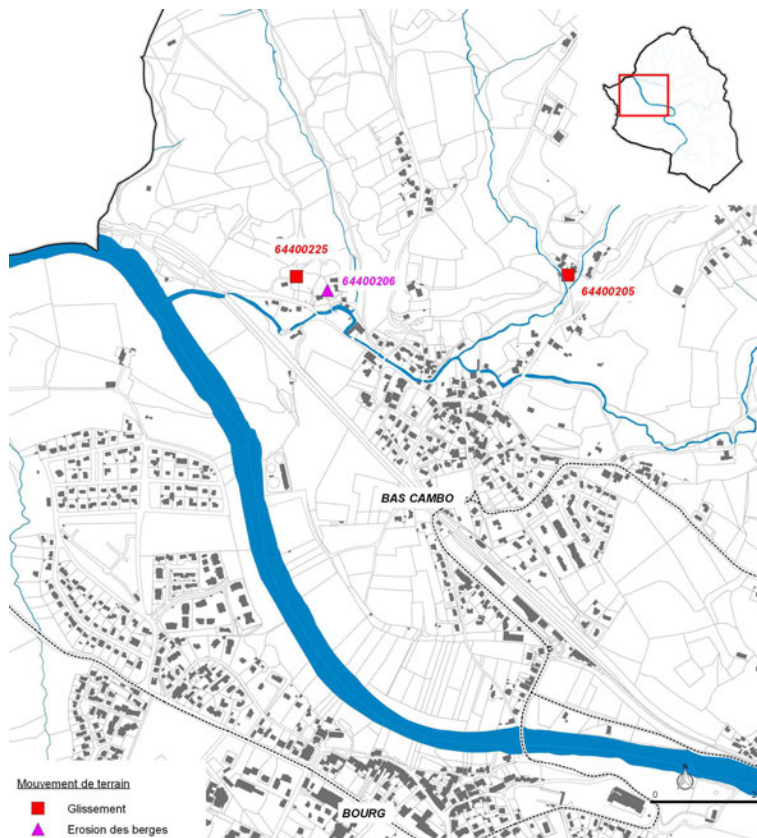 64400225
64400206
64400205
BAS CAMBO
Mouvement de terrain
Glissement
Erosion des berges
BOURG
0